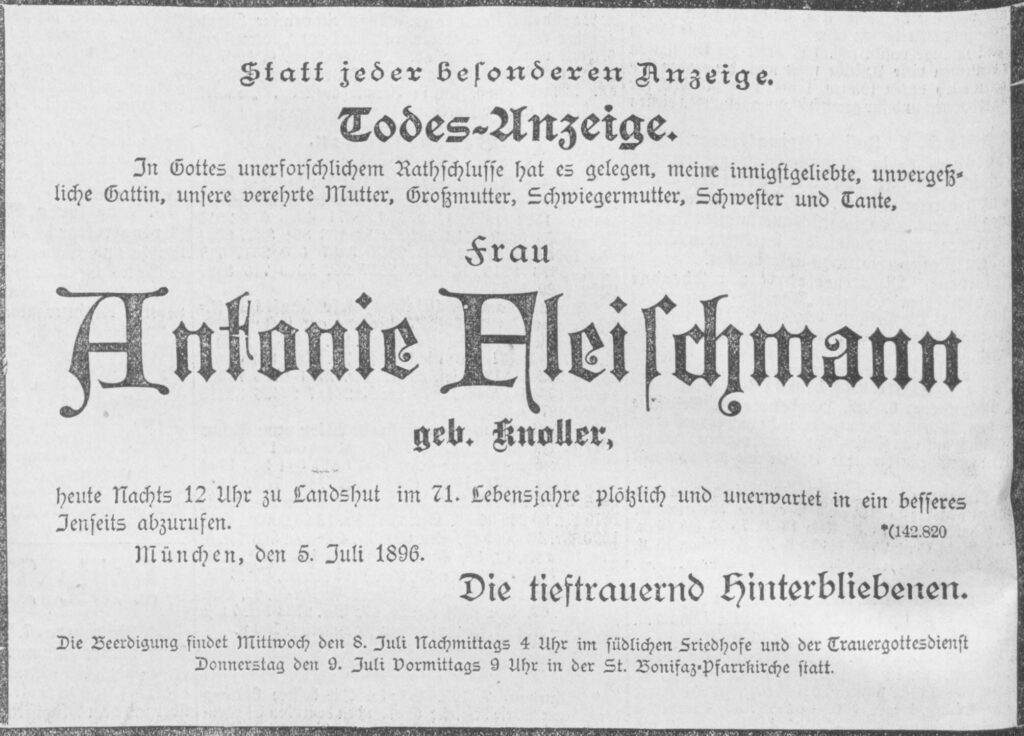 Statt jeder besonderen Anzeige.
Todes-Anzeige.
In Gottes unerforschlichem Rathschlusse hat es gelegen, meine innigstgeliebte, unvergeß-
liche Gattin, unsere verehrte Mutter, Großmutter, Schwiegermutter, Schwester und Tante,
Frau
Antonie Fleischmann
geb. Knoller,
heute Nachts 12 Uhr zu Landshut im 71. Lebensjahre plötzlich und unerwartet in ein besseres
Jenseits abzurufen.
*(142.820
München, den 5. Juli 1896.
Die tieftrauernd Hinterbliebenen.
Die Beerdigung findet Mittwoch den 8. Juli Nachmittags 4 Uhr im südlichen Friedhofe und der Trauergottesdienst
Donnerstag den 9. Juli Vormittags 9 Uhr in der St. Bonifaz-Pfarrkirche statt.